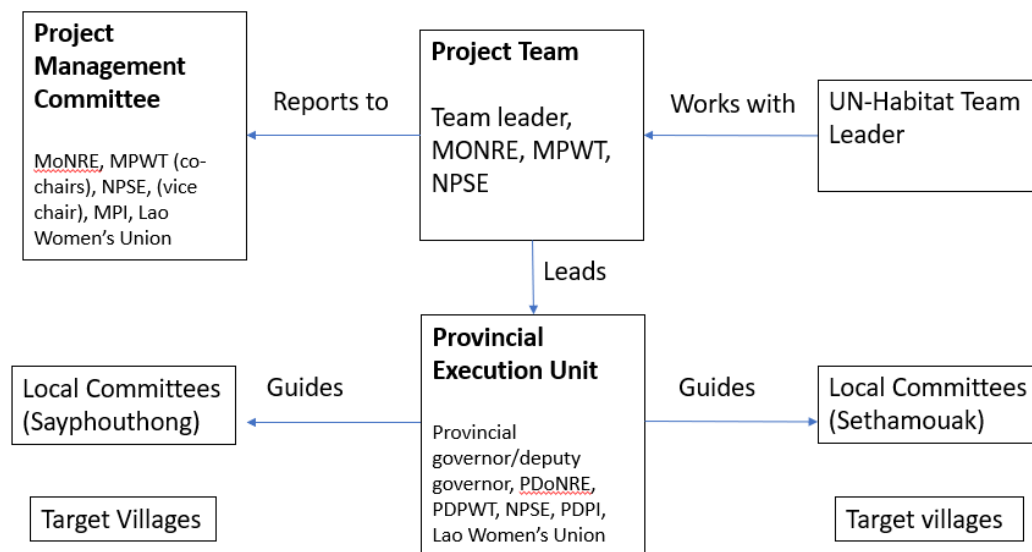 Project
Management
Committee
MoNRE, MPWT (co-
chairs), NPSE, (vice
chair), MPI, Lao
Women’s Union
Reports to
Project Team
Team leader,
MONRE, MPWT,
NPSE
Works with
UN-Habitat Team
Leader
Leads
Local Committees
(Sayphouthong)
Guides
Provincial
Execution Unit
Provincial
governor/deputy
governor, PDoNRE,
PDPWT, NPSE, PDPI,
Lao Women’s Union
Guides
Local Committees
(Sethamouak)
Target Villages
Target villages